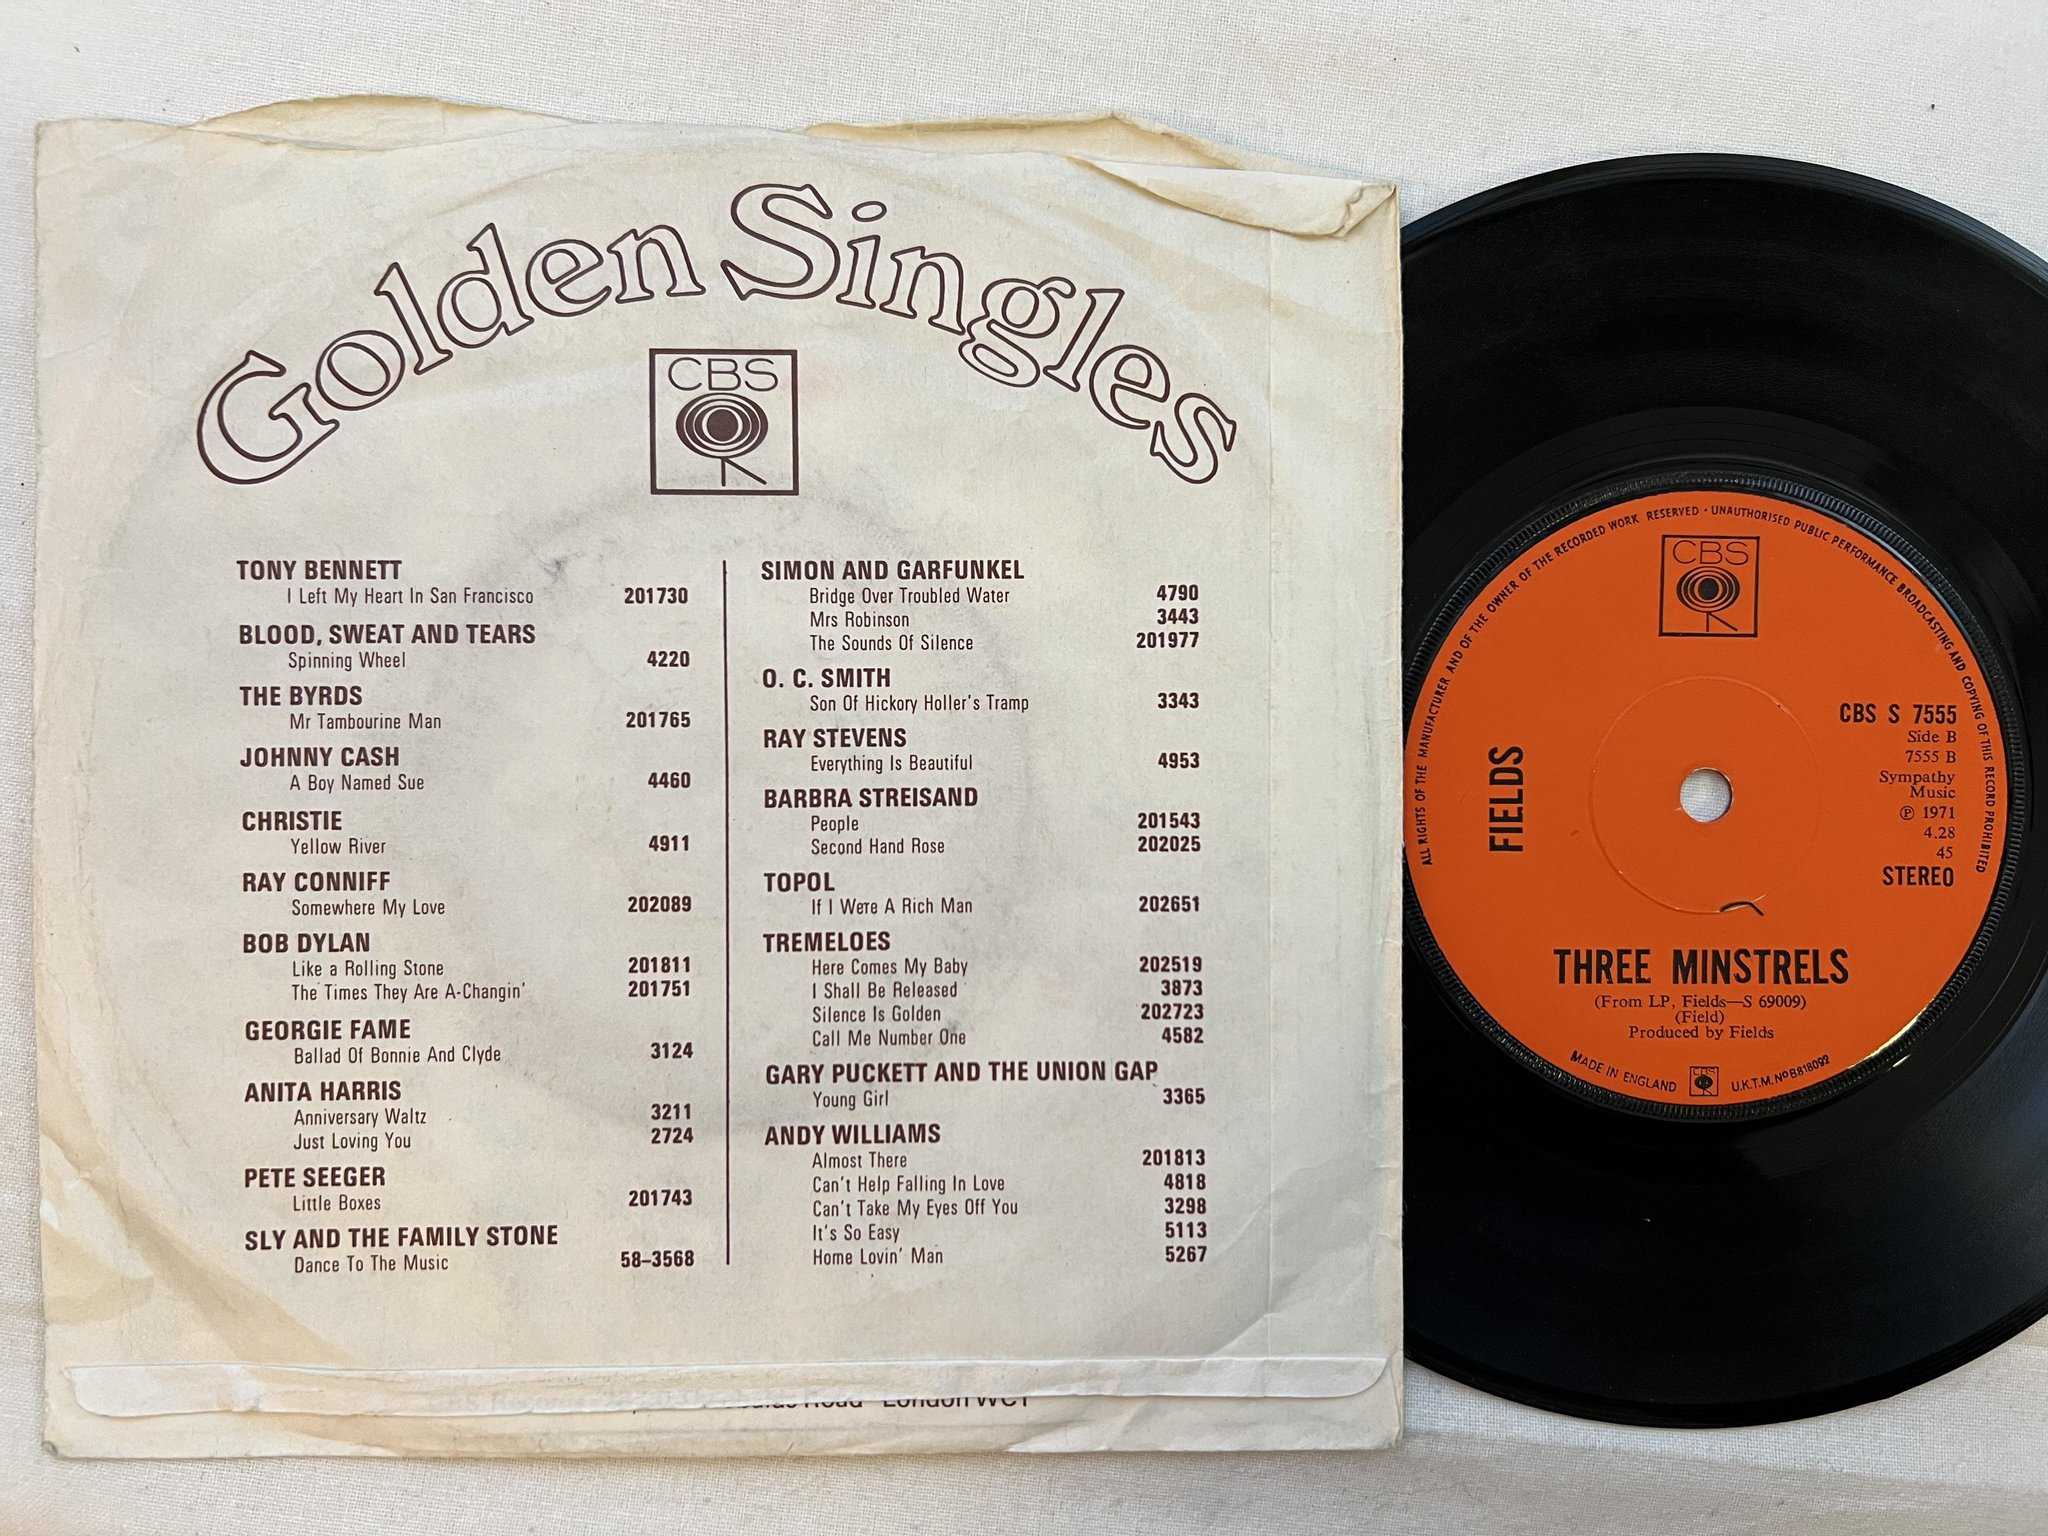 Golden Singles
CBS
TONY BENNETT
I Left My Heart In San Francisco 201730
BLOOD, SWEAT AND TEARS
Spinning Wheel 4220
THE BYRDS
Mr Tambourine Man 201765
JOHNNY CASH
A Boy Named Sue 4460
CHRISTIE
Yellow River 4911
RAY CONNIFF
Somewhere My Love 202089
BOB DYLAN
Like a Rolling Stone 201811
The Times They Are A-Changin' 201751
GEORGIE FAME
Ballad Of Bonnie And Clyde 3124
ANITA HARRIS
Anniversary Waltz 3211
Just Loving You 2724
PETE SEEGER
Little Boxes 201743
SLY AND THE FAMILY STONE
Dance To The Music 58-3568
SIMON AND GARFUNKEL
Bridge Over Troubled Water 4790
Mrs Robinson 3443
The Sounds Of Silence 201977
O. C. SMITH
Son Of Hickory Holler's Tramp 3343
RAY STEVENS
Everything Is Beautiful 4953
BARBRA STREISAND
People 201543
Second Hand Rose 202025
TOPOL
If I Were A Rich Man 202651
TREMELOES
Here Comes My Baby 202519
I Shall Be Released 3873
Silence Is Golden 202723
Call Me Number One 4582
GARY PUCKETT AND THE UNION GAP
Young Girl 3365
ANDY WILLIAMS
Almost There 201813
Can't Help Falling In Love 4818
Can't Take My Eyes Off You 3298
It's So Easy 5113
Home Lovin' Man 5267
Road London WC1
ALL RIGHTS OF THE MANUFACTURER AND OF THE OWNER OF THE RECORDED WORK RESERVED · UNAUTHORISED PUBLIC PERFORMANCE BROADCASTING AND COPYING OF THIS RECORD PROHIBITED
CBS
CBS S 7555
Side B
7555 B
Sympathy
Music
℗ 1971
4.28
45
STEREO
FIELDS
THREE MINSTRELS
(From LP, Fields—S 69009)
(Field)
Produced by Fields
MADE IN ENGLAND CBS U.K.T.M. Nº B818092